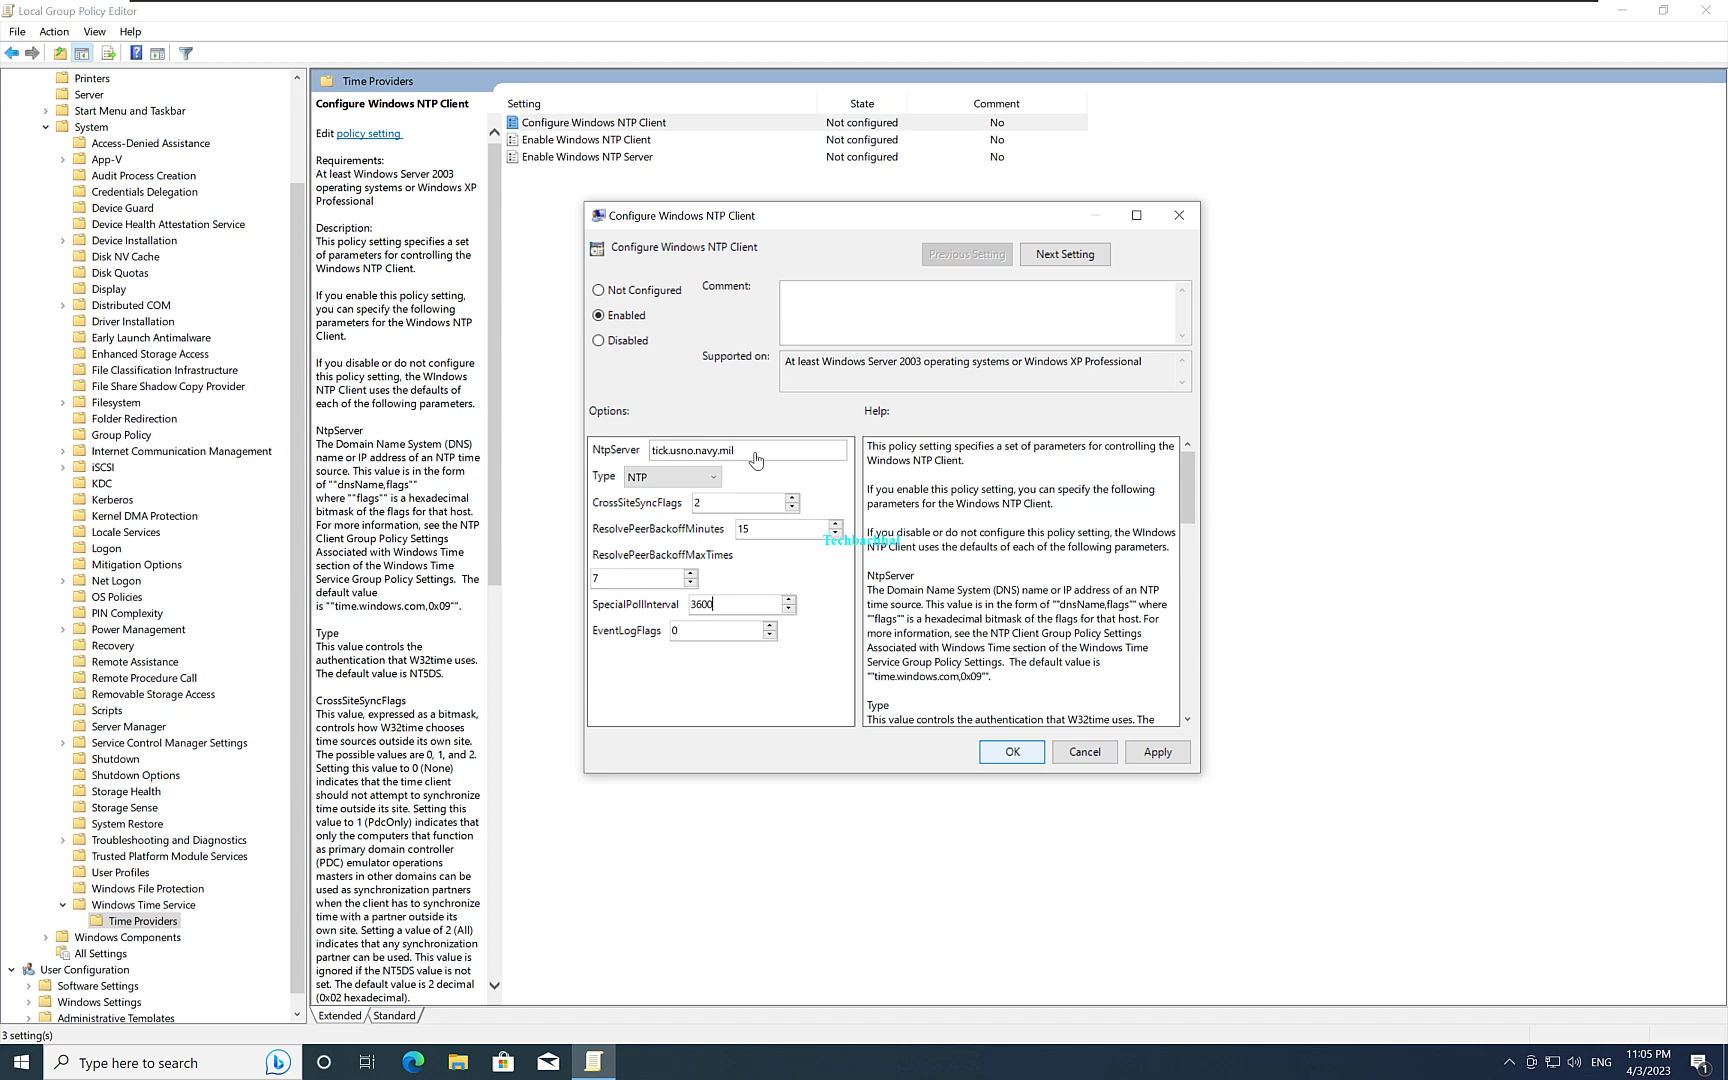 Local Group Policy Editor
File Action View Help
Printers
Server
Start Menu and Taskbar
System
Access-Denied Assistance
App-V
Audit Process Creation
Credentials Delegation
Device Guard
Device Health Attestation Service
Device Installation
Disk NV Cache
Disk Quotas
Display
Distributed COM
Driver Installation
Early Launch Antimalware
Enhanced Storage Access
File Classification Infrastructure
File Share Shadow Copy Provider
Filesystem
Folder Redirection
Group Policy
Internet Communication Management
iSCSI
KDC
Kerberos
Kernel DMA Protection
Locale Services
Logon
Mitigation Options
Net Logon
OS Policies
PIN Complexity
Power Management
Recovery
Remote Assistance
Remote Procedure Call
Removable Storage Access
Scripts
Server Manager
Service Control Manager Settings
Shutdown
Shutdown Options
Storage Health
Storage Sense
System Restore
Troubleshooting and Diagnostics
Trusted Platform Module Services
User Profiles
Windows File Protection
Windows Time Service
Time Providers
Windows Components
All Settings
User Configuration
Software Settings
Windows Settings
Administrative Templates
Time Providers
Configure Windows NTP Client
Edit policy setting
Requirements:
At least Windows Server 2003
operating systems or Windows XP
Professional
Description:
This policy setting specifies a set
of parameters for controlling the
Windows NTP Client.
If you enable this policy setting,
you can specify the following
parameters for the Windows NTP
Client.
If you disable or do not configure
this policy setting, the WIndows
NTP Client uses the defaults of
each of the following parameters.
NtpServer
The Domain Name System (DNS)
name or IP address of an NTP time
source. This value is in the form
of ""dnsName,flags""
where ""flags"" is a hexadecimal
bitmask of the flags for that host.
For more information, see the NTP
Client Group Policy Settings
Associated with Windows Time
section of the Windows Time
Service Group Policy Settings. The
default value
is ""time.windows.com,0x09"".
Type
This value controls the
authentication that W32time uses.
The default value is NT5DS.
CrossSiteSyncFlags
This value, expressed as a bitmask,
controls how W32time chooses
time sources outside its own site.
The possible values are 0, 1, and 2.
Setting this value to 0 (None)
indicates that the time client
should not attempt to synchronize
time outside its site. Setting this
value to 1 (PdcOnly) indicates that
only the computers that function
as primary domain controller
(PDC) emulator operations
masters in other domains can be
used as synchronization partners
when the client has to synchronize
time with a partner outside its
own site. Setting a value of 2 (All)
indicates that any synchronization
partner can be used. This value is
ignored if the NT5DS value is not
set. The default value is 2 decimal
(0x02 hexadecimal).
Setting State Comment
Configure Windows NTP Client Not configured No
Enable Windows NTP Client Not configured No
Enable Windows NTP Server Not configured No
Configure Windows NTP Client
Configure Windows NTP Client
Previous Setting Next Setting
Not Configured
Enabled
Disabled
Comment:
Supported on:
At least Windows Server 2003 operating systems or Windows XP Professional
Options:
NtpServer tick.usno.navy.mil
Type NTP
CrossSiteSyncFlags 2
ResolvePeerBackoffMinutes 15
ResolvePeerBackoffMaxTimes
7
SpecialPollInterval 3600
EventLogFlags 0
Help:
This policy setting specifies a set of parameters for controlling the
Windows NTP Client.
If you enable this policy setting, you can specify the following
parameters for the Windows NTP Client.
If you disable or do not configure this policy setting, the WIndows
NTP Client uses the defaults of each of the following parameters.
NtpServer
The Domain Name System (DNS) name or IP address of an NTP
time source. This value is in the form of ""dnsName,flags"" where
""flags"" is a hexadecimal bitmask of the flags for that host. For
more information, see the NTP Client Group Policy Settings
Associated with Windows Time section of the Windows Time
Service Group Policy Settings. The default value is
""time.windows.com,0x09"".
Type
This value controls the authentication that W32time uses. The
OK Cancel Apply
Extended Standard
3 setting(s)
Type here to search
ENG
11:05 PM
4/3/2023
1